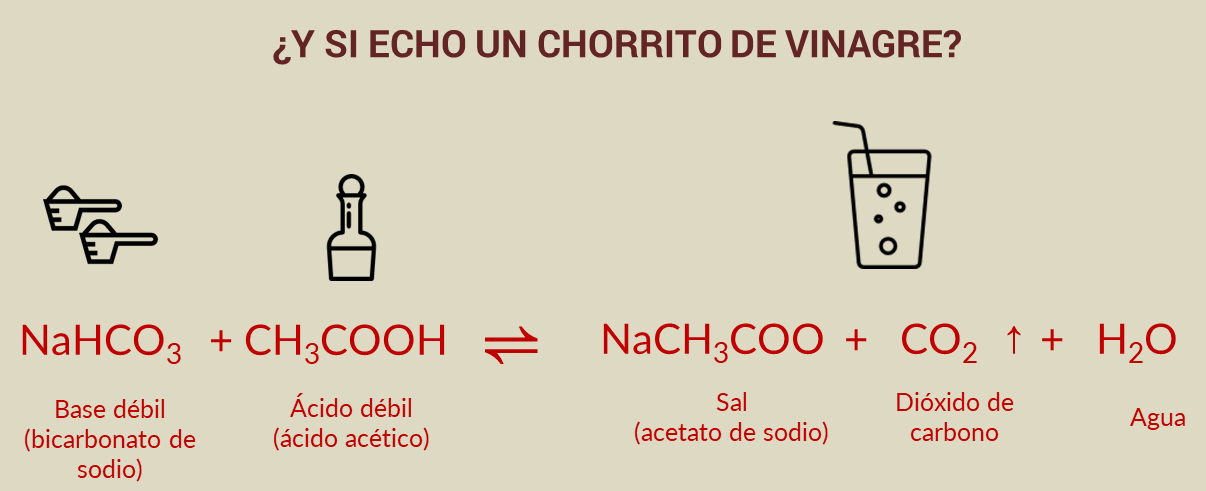 ¿Y SI ECHO UN CHORRITO DE VINAGRE?
NaHCO₃ + CH₃COOH ⇌ NaCH₃COO + CO₂ ↑ + H₂O
Base débil
(bicarbonato de
sodio)
Ácido débil
(ácido acético)
Sal
(acetato de sodio)
Dióxido de
carbono
Agua